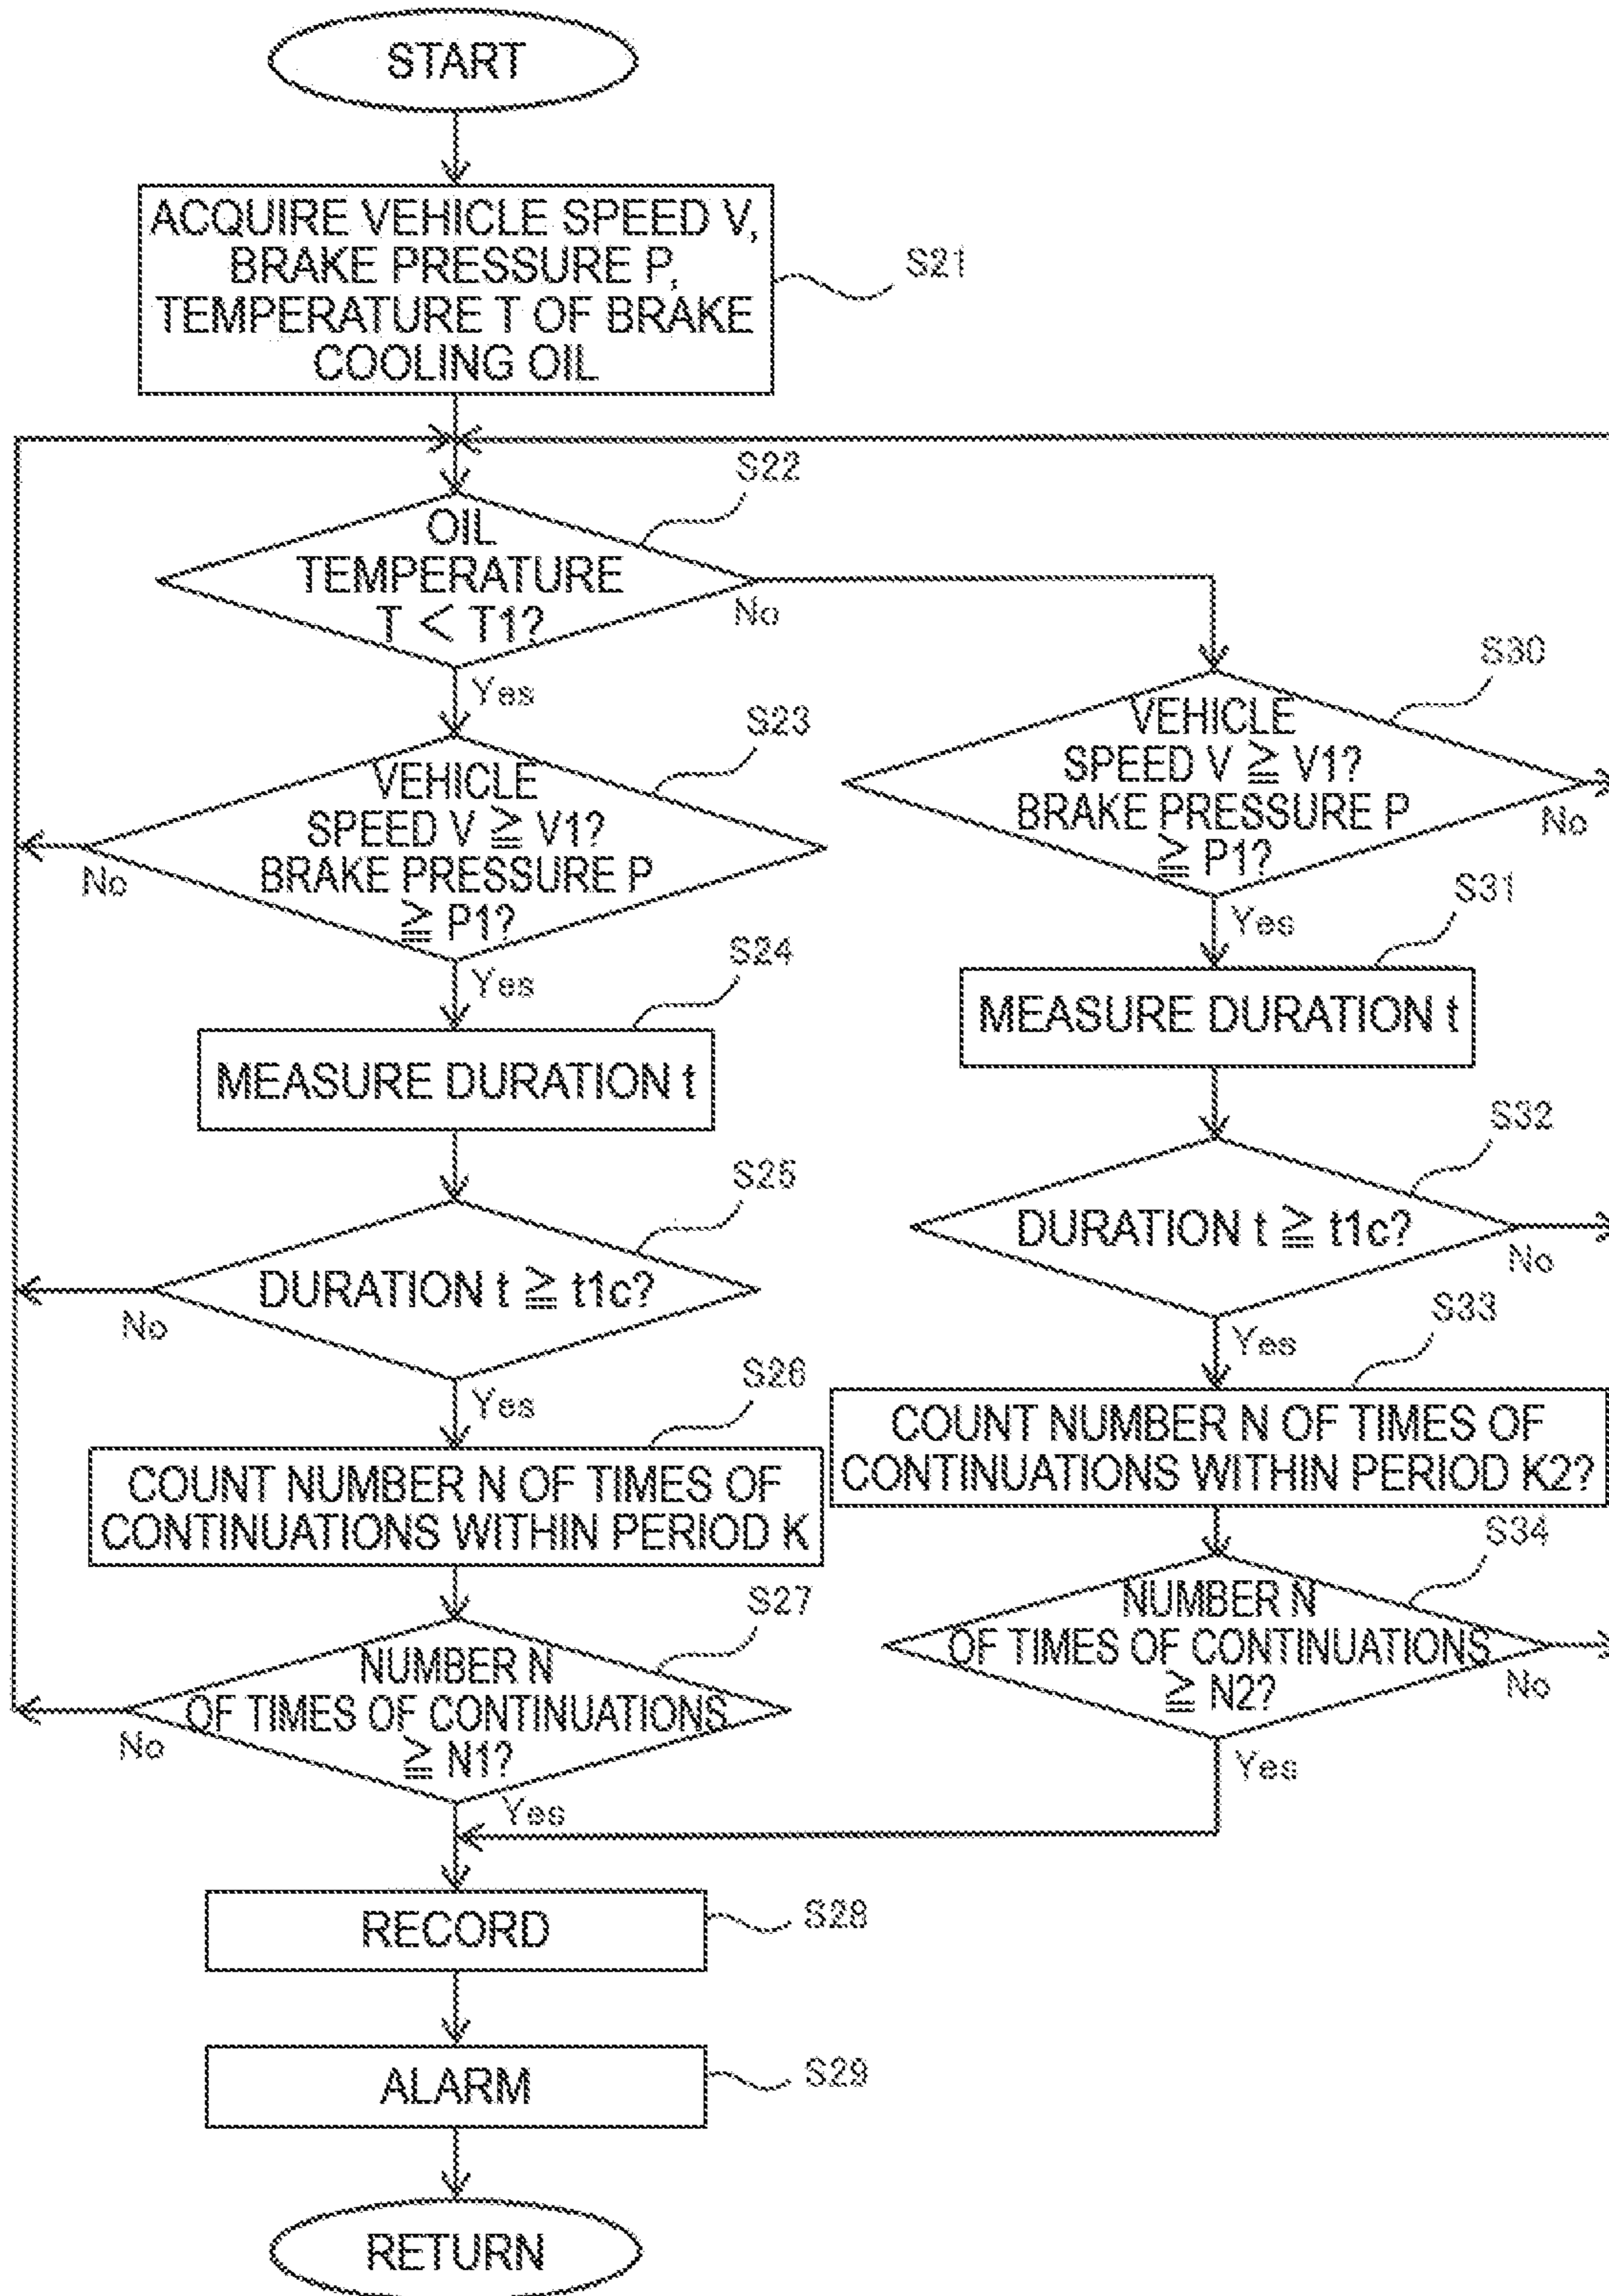 START
ACQUIRE VEHICLE SPEED V,
BRAKE PRESSURE P,
TEMPERATURE T OF BRAKE
COOLING OIL
S21
S22
OIL
TEMPERATURE
T < T1?
No
Yes
S23
VEHICLE
SPEED V ≧ V1?
BRAKE PRESSURE P
≧ P1?
No
Yes
S24
MEASURE DURATION t
S25
DURATION t ≧ t1c?
No
Yes
S26
COUNT NUMBER N OF TIMES OF
CONTINUATIONS WITHIN PERIOD K
S27
NUMBER N
OF TIMES OF CONTINUATIONS
≧ N1?
No
Yes
RECORD
S28
ALARM
S29
RETURN
S30
VEHICLE
SPEED V ≧ V1?
BRAKE PRESSURE P
≧ P1?
No
Yes
S31
MEASURE DURATION t
S32
DURATION t ≧ t1c?
No
Yes
S33
COUNT NUMBER N OF TIMES OF
CONTINUATIONS WITHIN PERIOD K2?
S34
NUMBER N
OF TIMES OF CONTINUATIONS
≧ N2?
No
Yes